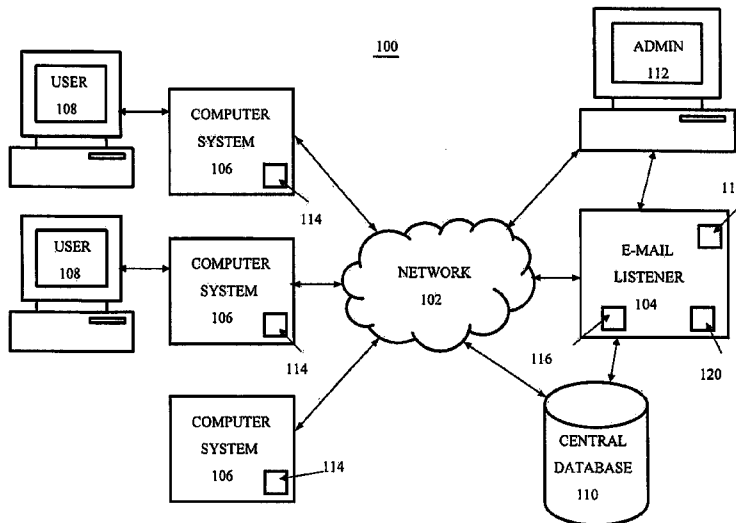 100
USER
108
COMPUTER
SYSTEM
106
114
ADMIN
112
USER
108
COMPUTER
SYSTEM
106
114
NETWORK
102
E-MAIL
LISTENER
104
116
120
COMPUTER
SYSTEM
106
114
CENTRAL
DATABASE
110